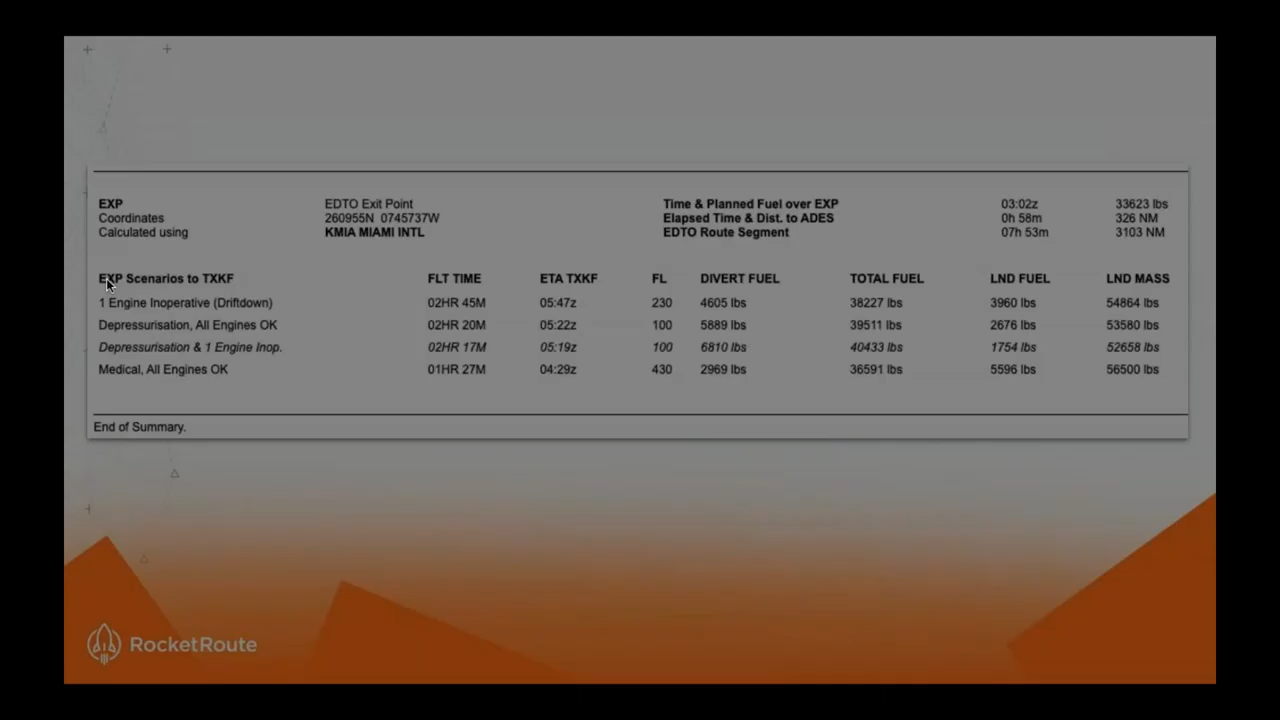 EXP EDTO Exit Point Time & Planned Fuel over EXP 03:02z 33623 lbs
Coordinates 260955N 0745737W Elapsed Time & Dist. to ADES 0h 58m 326 NM
Calculated using KMIA MIAMI INTL EDTO Route Segment 07h 53m 3103 NM
EXP Scenarios to TXKF FLT TIME ETA TXKF FL DIVERT FUEL TOTAL FUEL LND FUEL LND MASS
1 Engine Inoperative (Driftdown) 02HR 45M 05:47z 230 4605 lbs 38227 lbs 3960 lbs 54864 lbs
Depressurisation, All Engines OK 02HR 20M 05:22z 100 5889 lbs 39511 lbs 2676 lbs 53580 lbs
Depressurisation & 1 Engine Inop. 02HR 17M 05:19z 100 6810 lbs 40433 lbs 1754 lbs 52658 lbs
Medical, All Engines OK 01HR 27M 04:29z 430 2969 lbs 36591 lbs 5596 lbs 56500 lbs
End of Summary.
RocketRoute